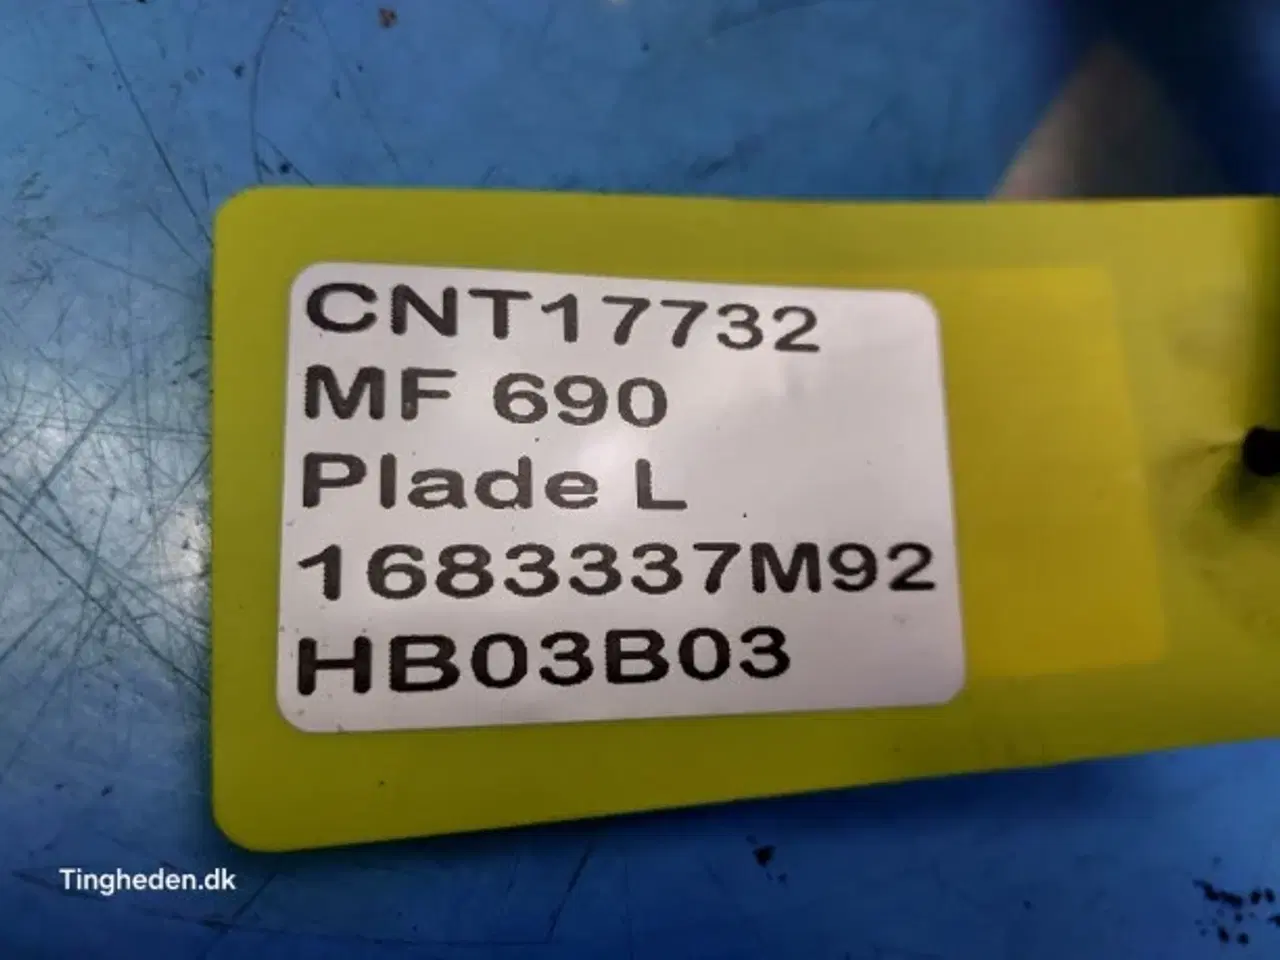 CNT17732
MF 690
Plade L
1683337M92
HB03B03
Tingheden.dk